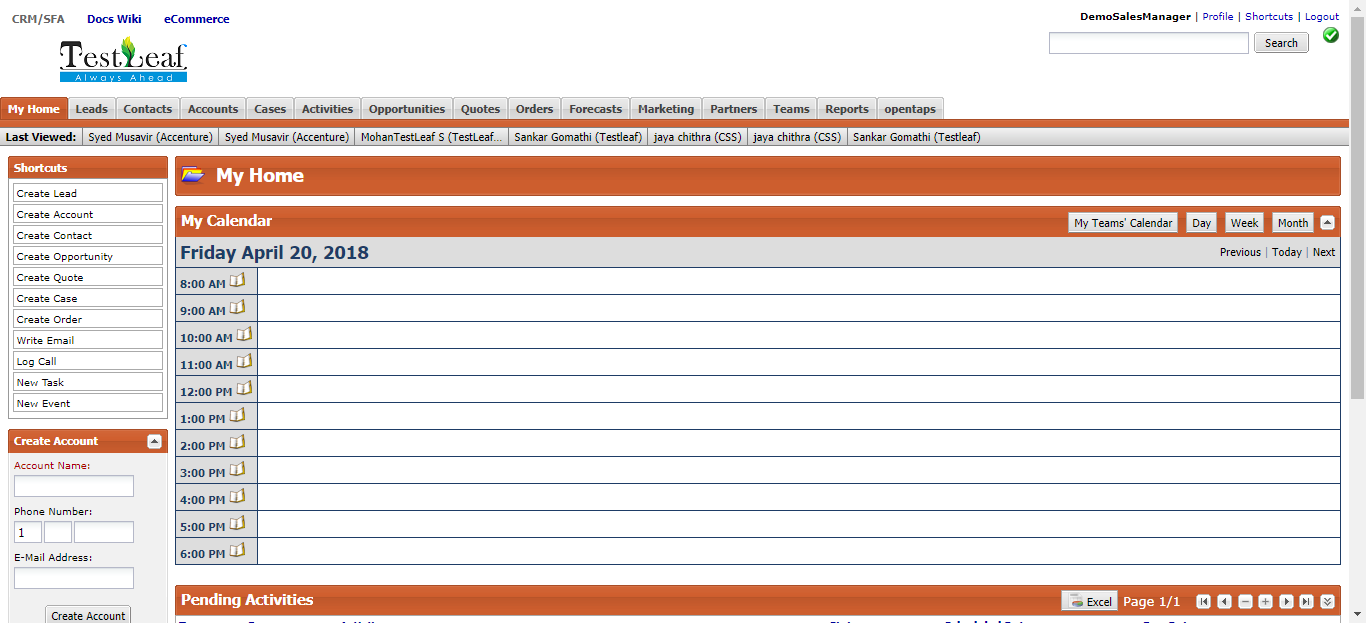 CRM/SFA Docs Wiki eCommerce
DemoSalesManager | Profile | Shortcuts | Logout
Search
TestLeaf
Always Ahead
My Home Leads Contacts Accounts Cases Activities Opportunities Quotes Orders Forecasts Marketing Partners Teams Reports opentaps
Last Viewed: Syed Musavir (Accenture) Syed Musavir (Accenture) MohanTestLeaf S (TestLeaf... Sankar Gomathi (Testleaf) jaya chithra (CSS) jaya chithra (CSS) Sankar Gomathi (Testleaf)
Shortcuts
Create Lead
Create Account
Create Contact
Create Opportunity
Create Quote
Create Case
Create Order
Write Email
Log Call
New Task
New Event
Create Account
Account Name:
Phone Number:
1
E-Mail Address:
Create Account
My Home
My Calendar
My Teams' Calendar Day Week Month
Friday April 20, 2018
Previous | Today | Next
8:00 AM
9:00 AM
10:00 AM
11:00 AM
12:00 PM
1:00 PM
2:00 PM
3:00 PM
4:00 PM
5:00 PM
6:00 PM
Pending Activities
Excel Page 1/1